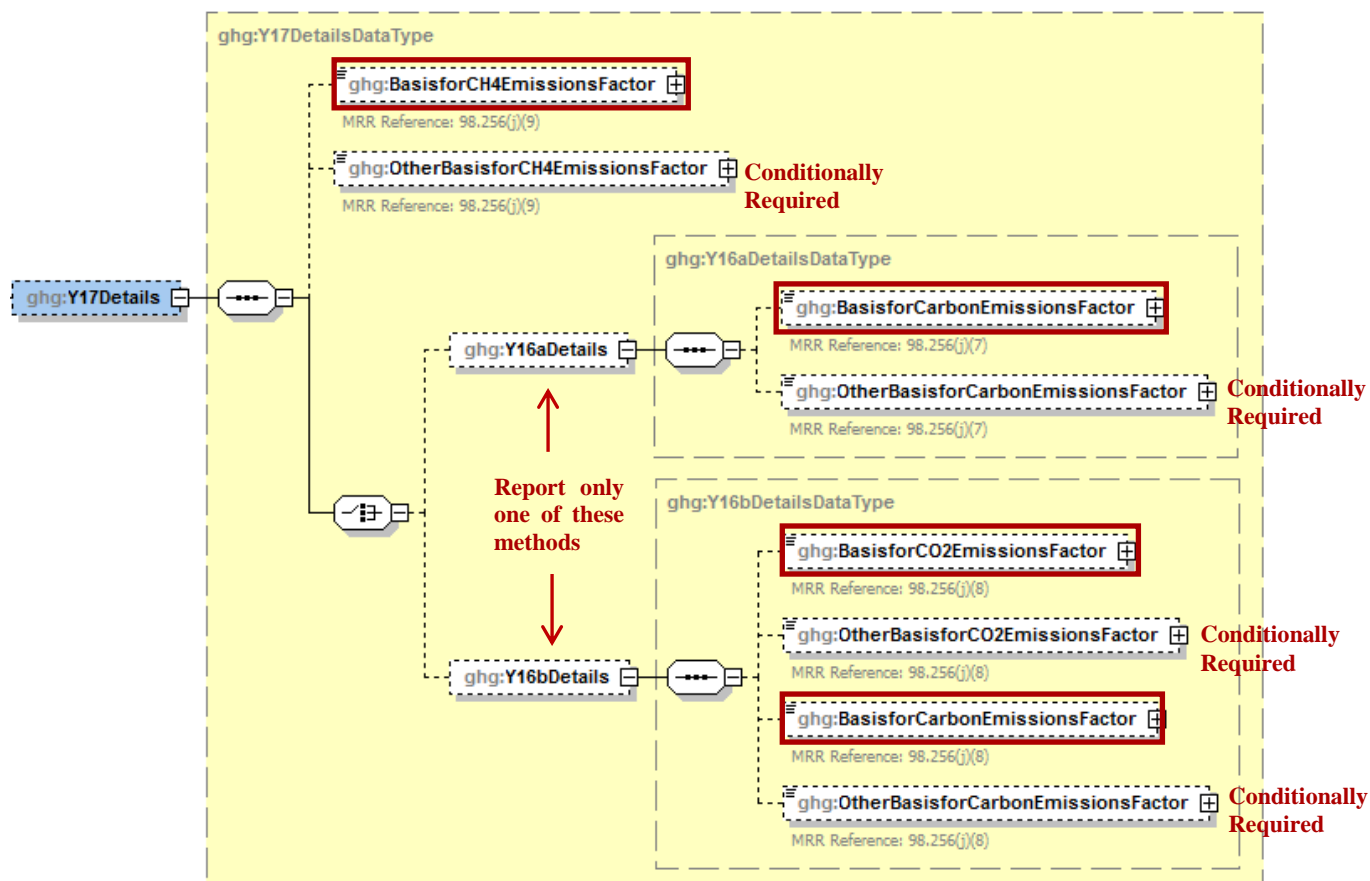 ghg:Y17DetailsDataType
ghg:BasisforCH4EmissionsFactor
MRR Reference: 98.256(j)(9)
ghg:OtherBasisforCH4EmissionsFactor
Conditionally
Required
MRR Reference: 98.256(j)(9)
ghg:Y17Details
ghg:Y16aDetailsDataType
ghg:BasisforCarbonEmissionsFactor
MRR Reference: 98.256(j)(7)
ghg:Y16aDetails
ghg:OtherBasisforCarbonEmissionsFactor
Conditionally
Required
MRR Reference: 98.256(j)(7)
Report only
one of these
methods
ghg:Y16bDetailsDataType
ghg:BasisforCO2EmissionsFactor
MRR Reference: 98.256(j)(8)
ghg:OtherBasisforCO2EmissionsFactor
Conditionally
Required
MRR Reference: 98.256(j)(8)
ghg:Y16bDetails
ghg:BasisforCarbonEmissionsFactor
MRR Reference: 98.256(j)(8)
ghg:OtherBasisforCarbonEmissionsFactor
Conditionally
Required
MRR Reference: 98.256(j)(8)